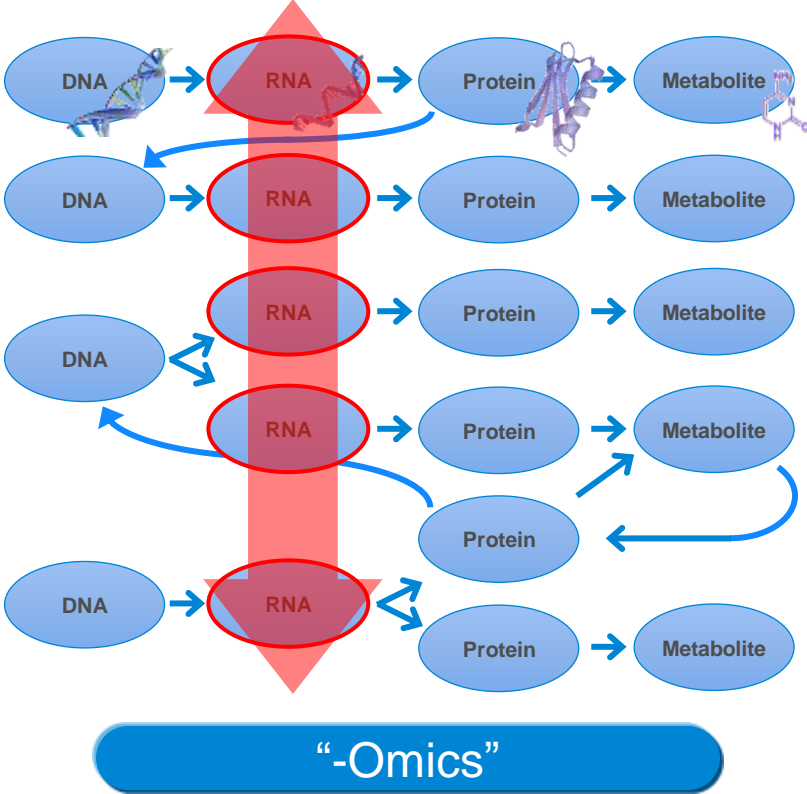 DNA RNA Protein Metabolite
NH₂
N
N
H
O
DNA RNA Protein Metabolite
RNA Protein Metabolite
DNA
RNA Protein Metabolite
Protein
DNA RNA
Protein Metabolite
“-Omics”